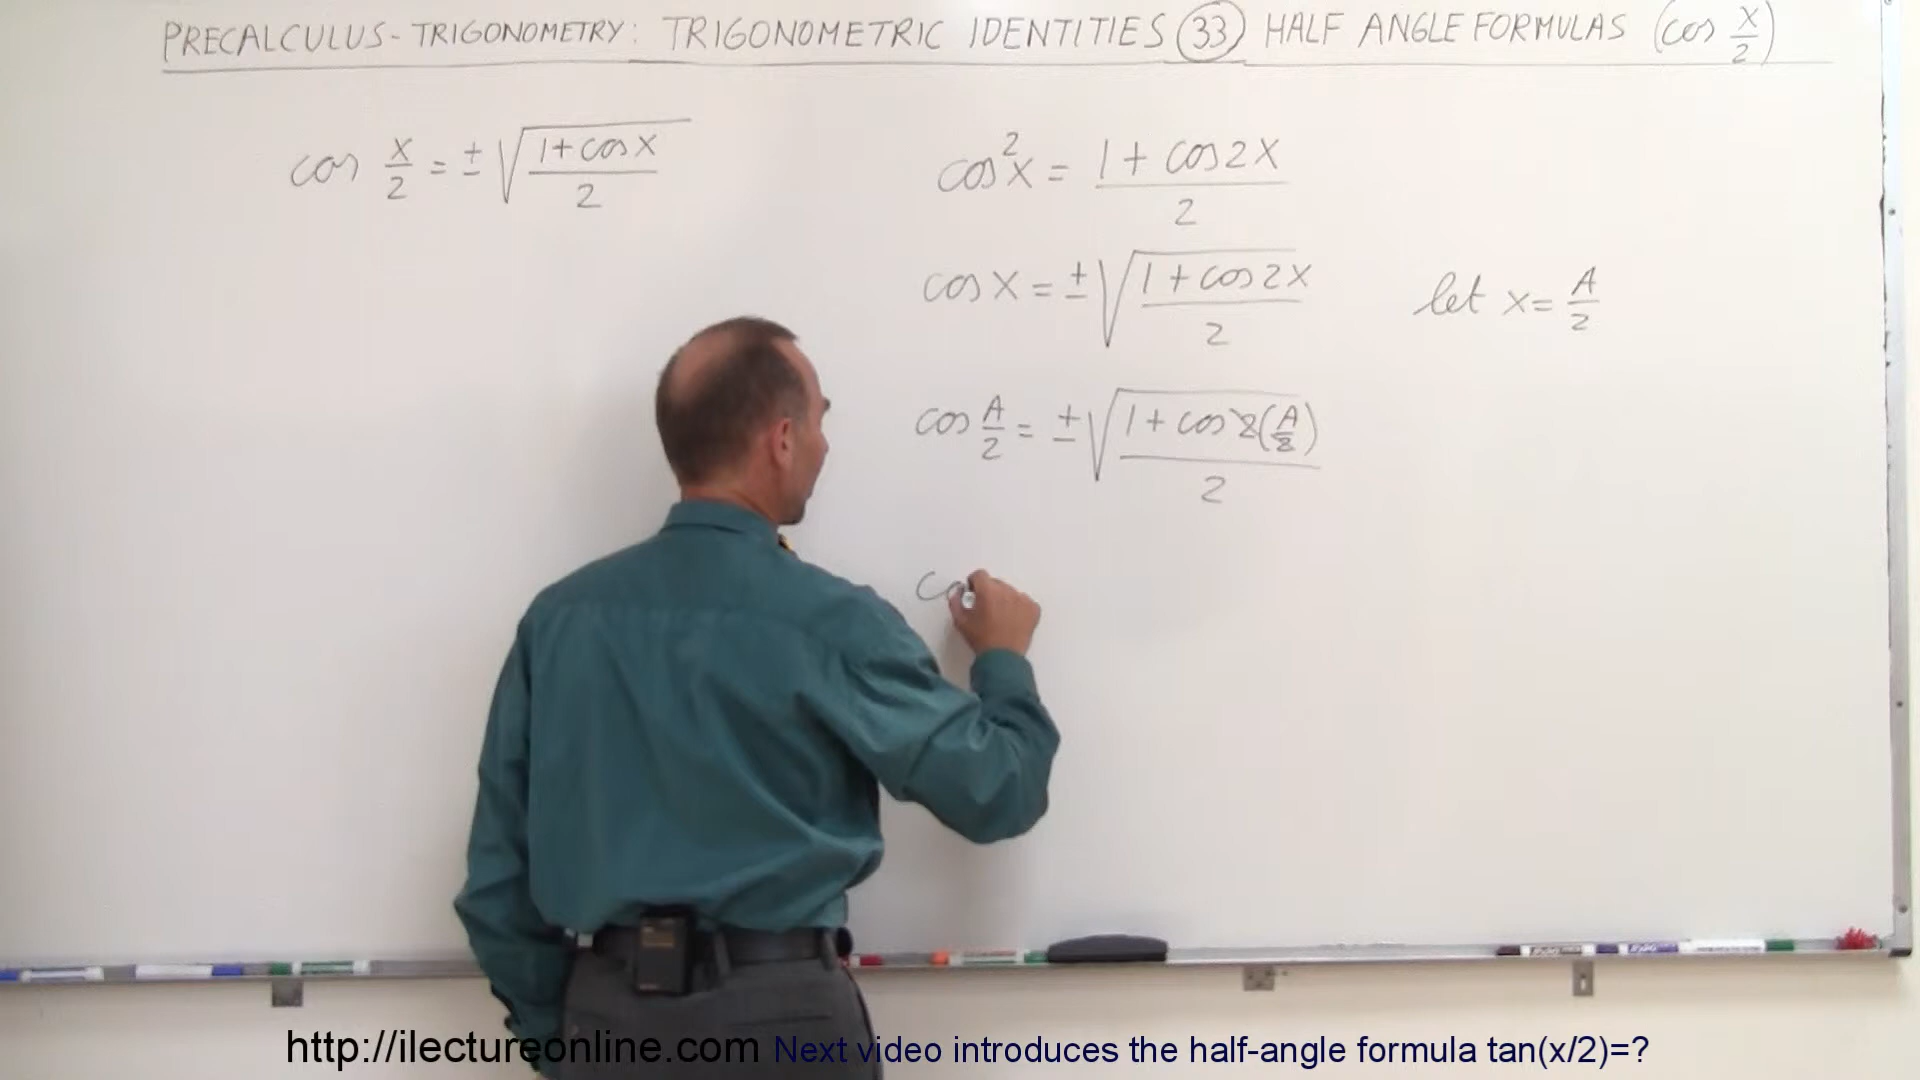 PRECALCULUS - TRIGONOMETRY: TRIGONOMETRIC IDENTITIES 33 HALF ANGLE FORMULAS (cos x/2)
cos x/2 = ± √((1 + cos x)/2)
cos²x = (1 + cos 2x)/2
cos x = ± √((1 + cos 2x)/2)
let x = A/2
cos A/2 = ± √((1 + cos 2(A/2))/2)
co
http://ilectureonline.com Next video introduces the half-angle formula tan(x/2)=?